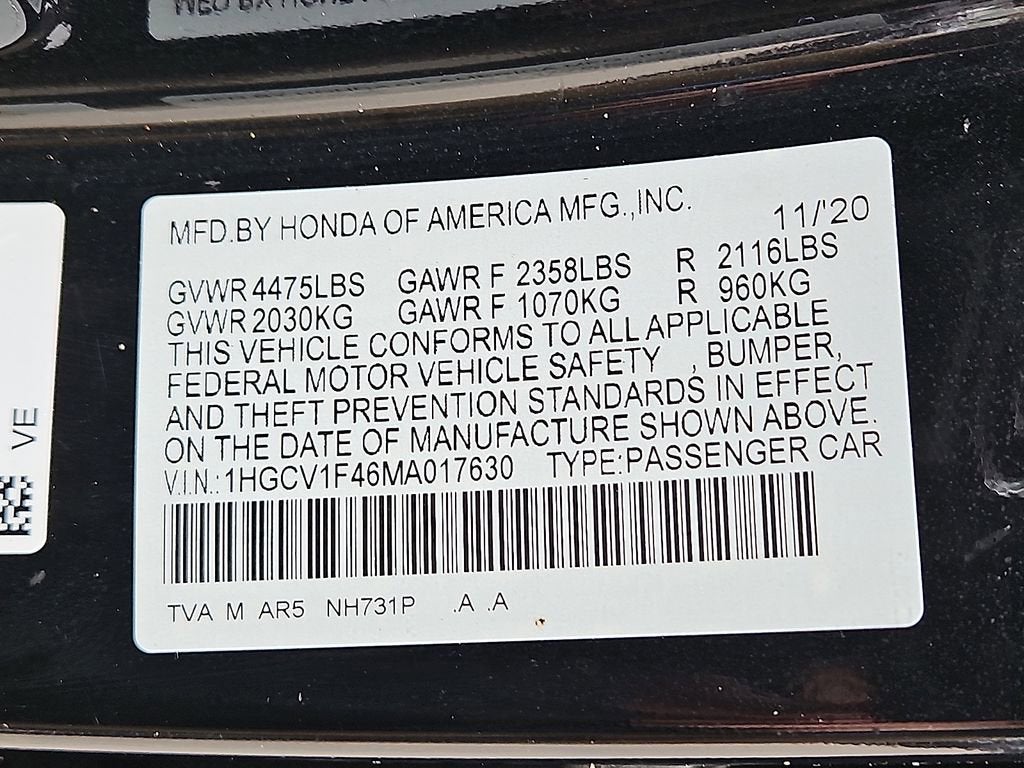 MFD.BY HONDA OF AMERICA MFG.,INC.
11/'20
GVWR 4475LBS GAWR F 2358LBS R 2116LBS
GVWR 2030KG GAWR F 1070KG R 960KG
THIS VEHICLE CONFORMS TO ALL APPLICABLE
FEDERAL MOTOR VEHICLE SAFETY , BUMPER,
AND THEFT PREVENTION STANDARDS IN EFFECT
ON THE DATE OF MANUFACTURE SHOWN ABOVE.
V.I.N.: 1HGCV1F46MA017630 TYPE:PASSENGER CAR
TVA M AR5 NH731P .A .A
VE